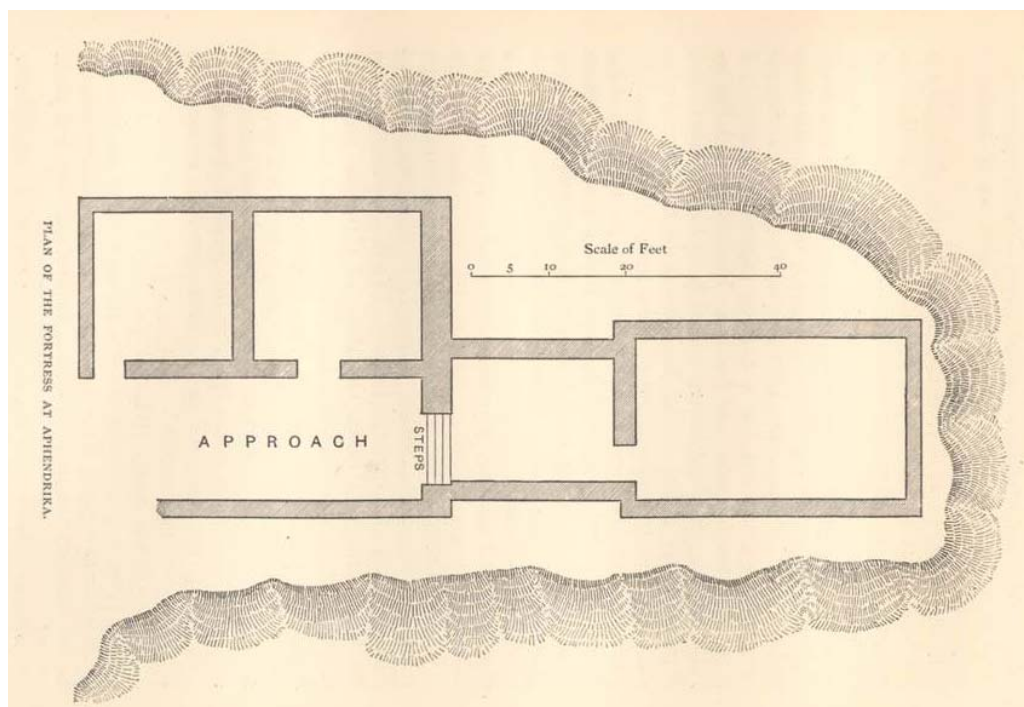 PLAN OF THE FORTRESS AT APHENDRIKA.
Scale of Feet
0 5 10 20 40
APPROACH
STEPS